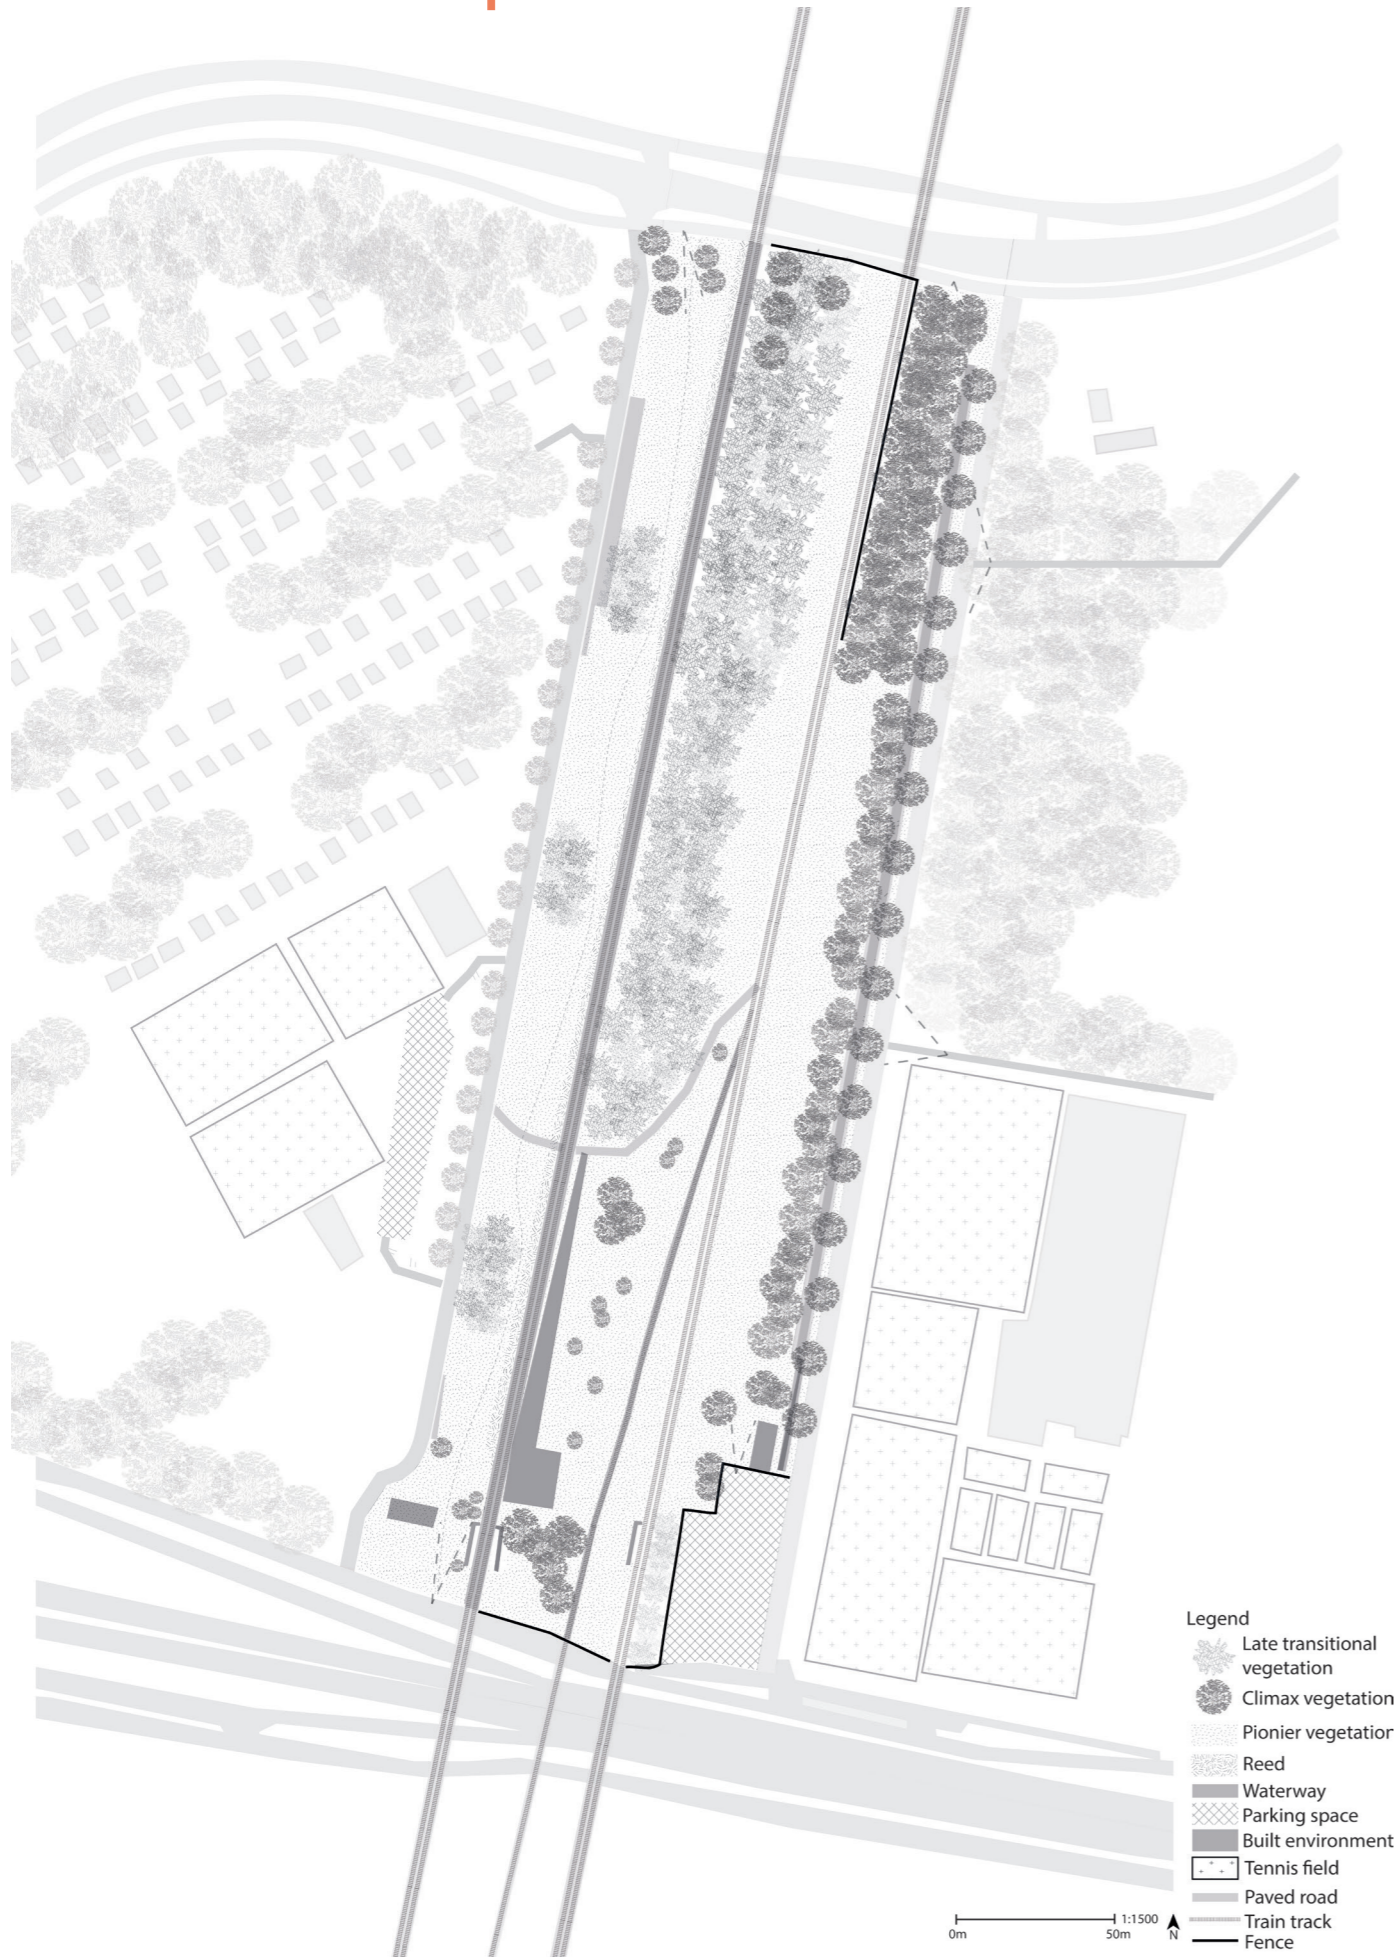 Legend
Late transitional
vegetation
Climax vegetation
Pionier vegetation
Reed
Waterway
Parking space
Built environment
Tennis field
Paved road
Train track
Fence
1:1500
0m 50m N